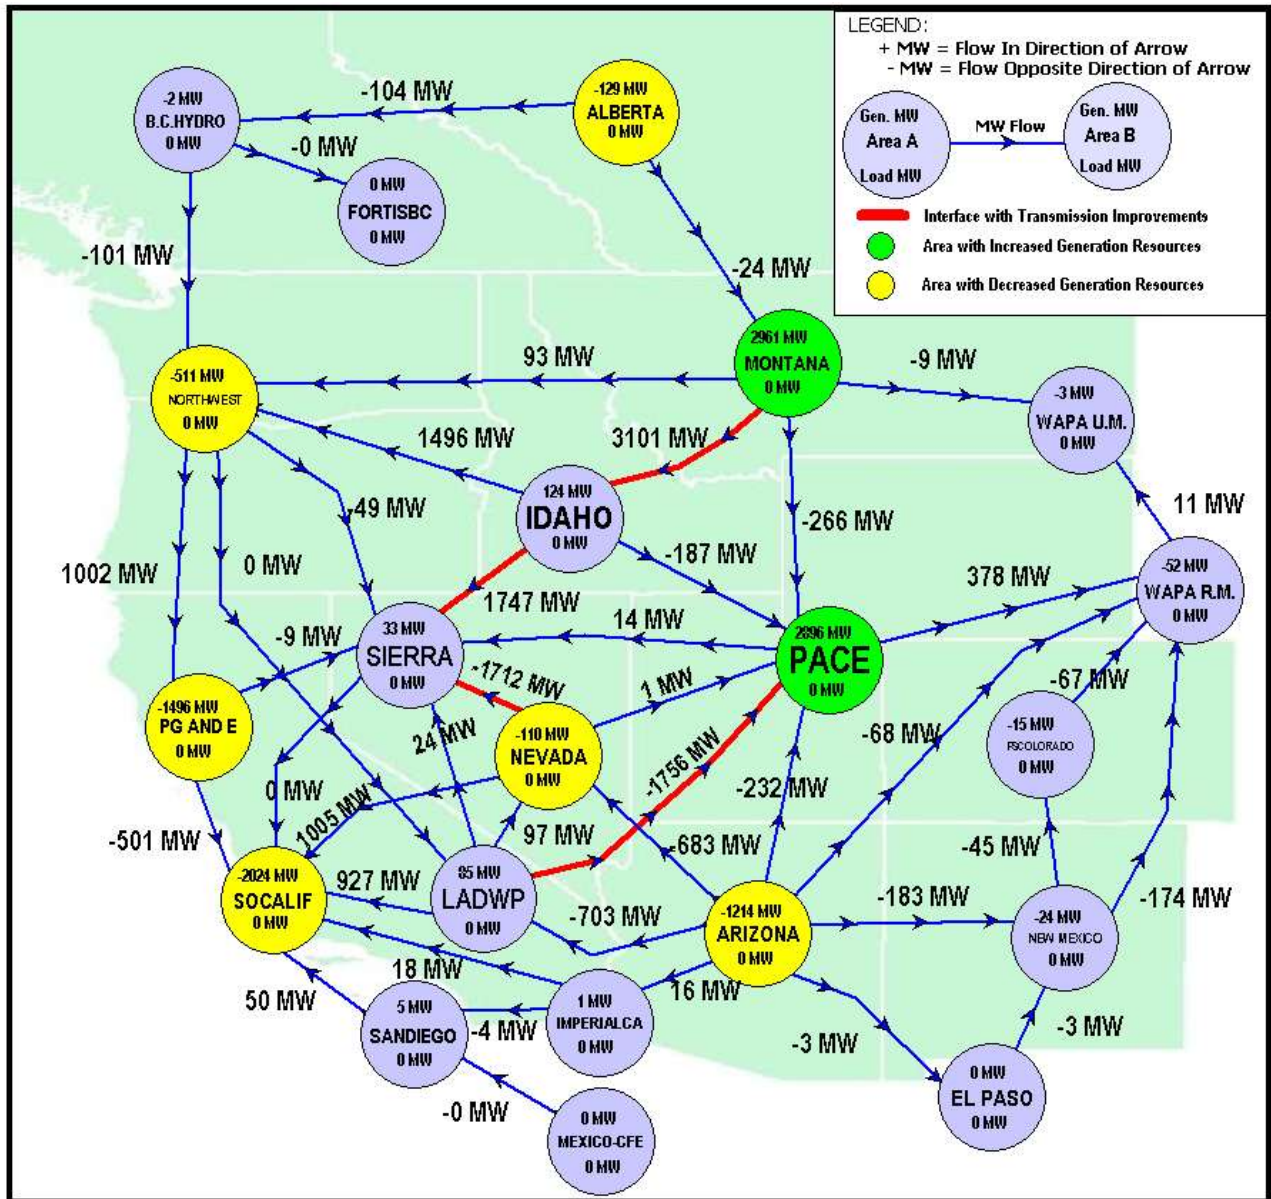 LEGEND:
+ MW = Flow In Direction of Arrow
- MW = Flow Opposite Direction of Arrow
Gen. MW
Area A
Load MW
MW Flow
Gen. MW
Area B
Load MW
Interface with Transmission Improvements
Area with Increased Generation Resources
Area with Decreased Generation Resources
-2 MW
B.C.HYDRO
0 MW
-104 MW
-129 MW
ALBERTA
0 MW
-0 MW
0 MW
FORTISBC
0 MW
-101 MW
-24 MW
2961 MW
MONTANA
0 MW
93 MW
-9 MW
-511 MW
NORTHWEST
0 MW
-3 MW
WAPA U.M.
0 MW
1496 MW
3101 MW
124 MW
IDAHO
0 MW
-49 MW
-266 MW
11 MW
-187 MW
1002 MW
0 MW
1747 MW
378 MW
-52 MW
WAPA R.M.
0 MW
-9 MW
14 MW
33 MW
SIERRA
0 MW
2896 MW
PACE
0 MW
-1712 MW
1 MW
-67 MW
-1496 MW
PG AND E
0 MW
24 MW
-110 MW
NEVADA
0 MW
-1756 MW
-68 MW
-15 MW
PSCOLORADO
0 MW
0 MW
1005 MW
-232 MW
-501 MW
97 MW
-683 MW
-45 MW
-2024 MW
SOCALIF
0 MW
927 MW
85 MW
LADWP
0 MW
-703 MW
-1214 MW
ARIZONA
0 MW
-183 MW
-24 MW
NEW MEXICO
0 MW
-174 MW
18 MW
16 MW
50 MW
5 MW
SANDIEGO
0 MW
-4 MW
1 MW
IMPERIALCA
0 MW
-3 MW
-3 MW
0 MW
EL PASO
0 MW
-0 MW
0 MW
MEXICO-CFE
0 MW